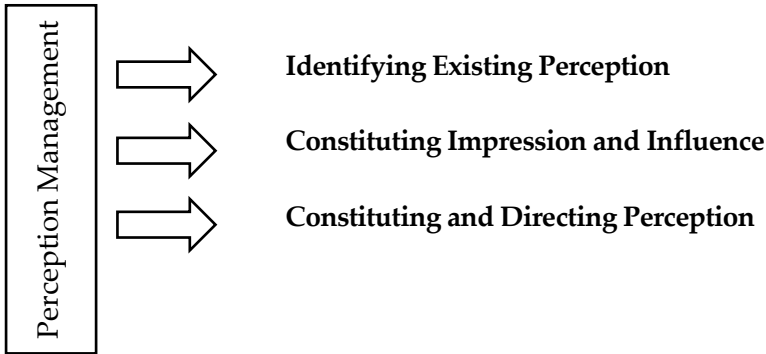 Perception Management
Identifying Existing Perception
Constituting Impression and Influence
Constituting and Directing Perception